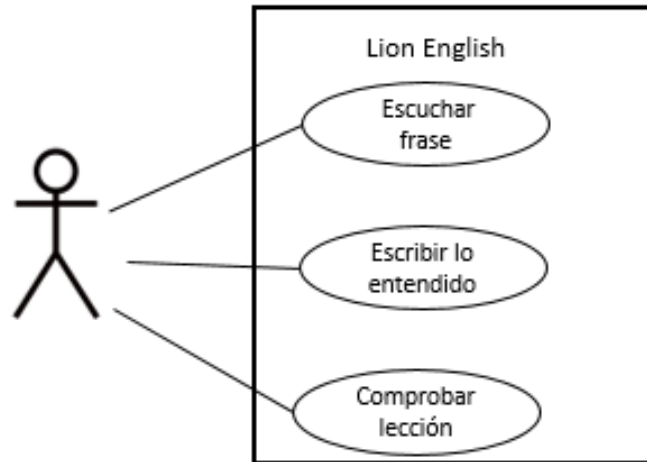 Lion English
Escuchar
frase
Escribir lo
entendido
Comprobar
lección